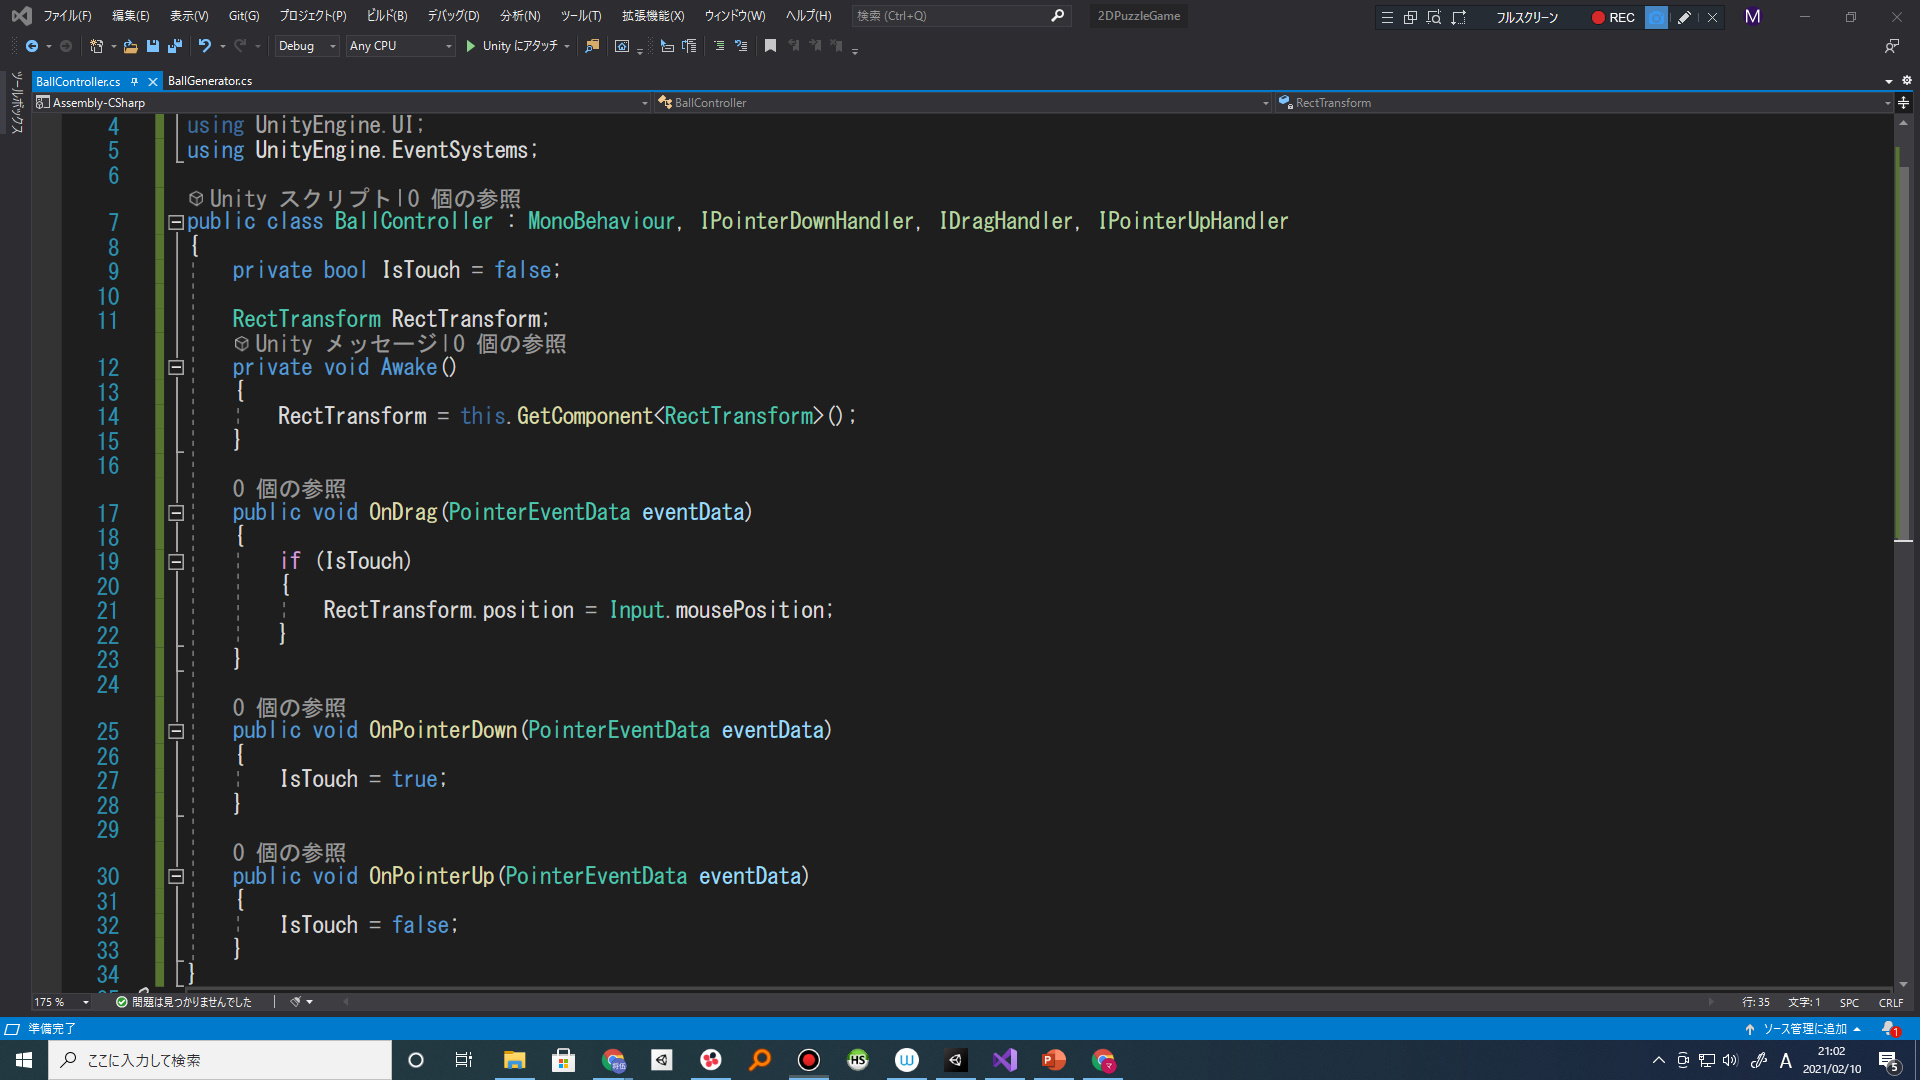 ファイル(F) 編集(E) 表示(V) Git(G) プロジェクト(P) ビルド(B) デバッグ(D) 分析(N) ツール(T) 拡張機能(X) ウィンドウ(W) ヘルプ(H) 検索 (Ctrl+Q) 2DPuzzleGame フルスクリーン REC M
Debug Any CPU Unity にアタッチ
ツールボックス
BallController.cs BallGenerator.cs
Assembly-CSharp BallController RectTransform
4 using UnityEngine.UI;
5 using UnityEngine.EventSystems;
6
Unity スクリプト|0 個の参照
7 public class BallController : MonoBehaviour, IPointerDownHandler, IDragHandler, IPointerUpHandler
8 {
9 private bool IsTouch = false;
10
11 RectTransform RectTransform;
Unity メッセージ|0 個の参照
12 private void Awake()
13 {
14 RectTransform = this.GetComponent<RectTransform>();
15 }
16
0 個の参照
17 public void OnDrag(PointerEventData eventData)
18 {
19 if (IsTouch)
20 {
21 RectTransform.position = Input.mousePosition;
22 }
23 }
24
0 個の参照
25 public void OnPointerDown(PointerEventData eventData)
26 {
27 IsTouch = true;
28 }
29
0 個の参照
30 public void OnPointerUp(PointerEventData eventData)
31 {
32 IsTouch = false;
33 }
34 }
175 % 問題は見つかりませんでした 行: 35 文字: 1 SPC CRLF
準備完了 ソース管理に追加 1
ここに入力して検索 HS W P マ A 21:02
2021/02/10 5